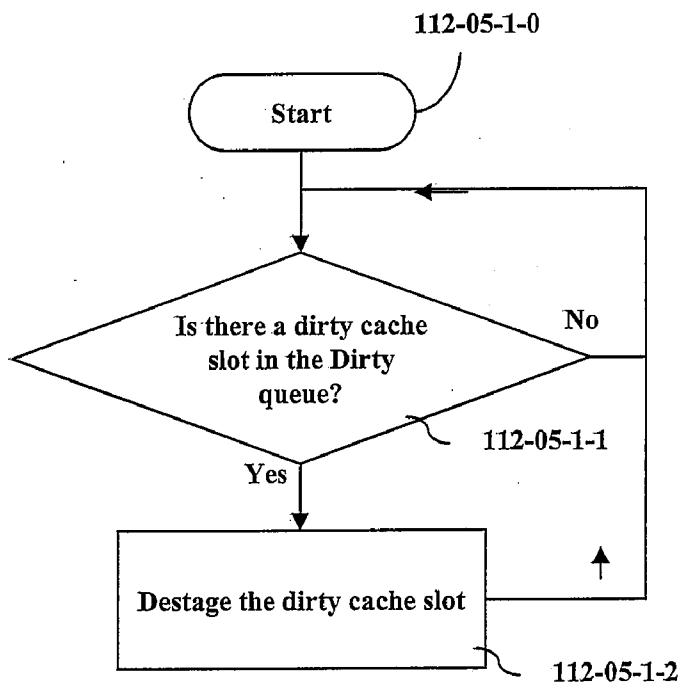 112-05-1-0
Start
Is there a dirty cache
slot in the Dirty
queue?
No
112-05-1-1
Yes
Destage the dirty cache slot
112-05-1-2